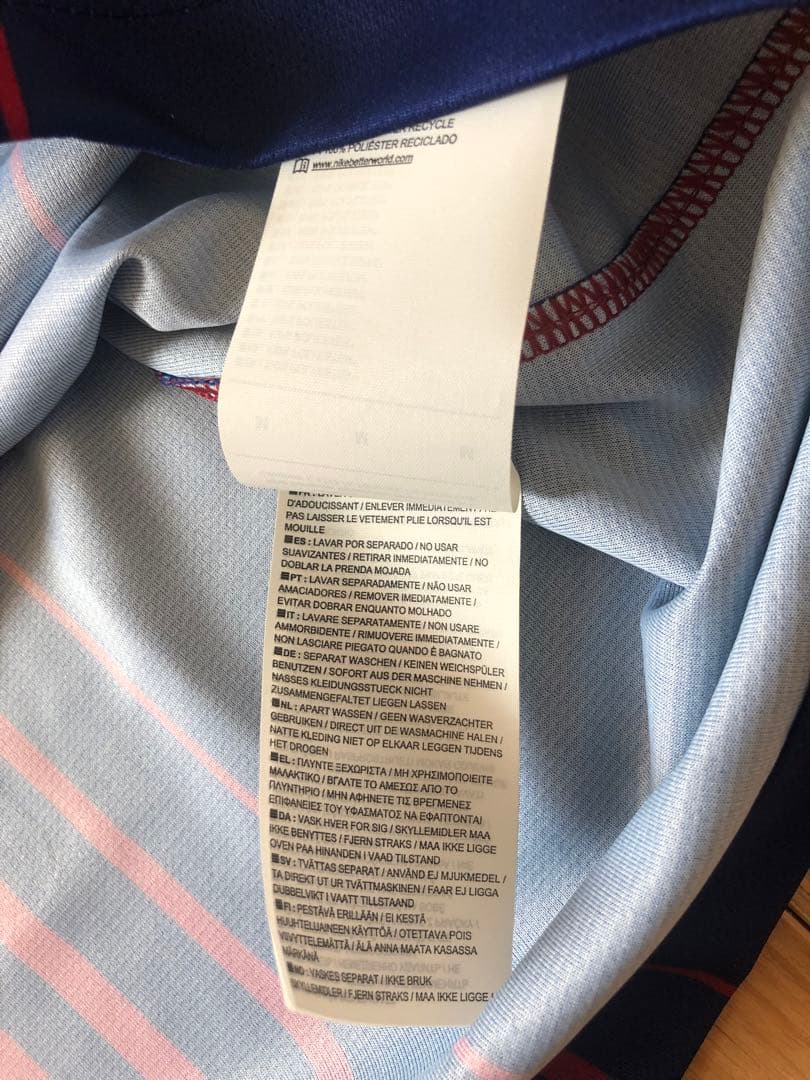 RECYCLE
100% POLIÉSTER RECICLADO
www.nikebetterworld.com
M M M
D'ADOUCISSANT / ENLEVER IMMEDIATEMENT /
PAS LAISSER LE VETEMENT PLIE LORSQU'IL EST
MOUILLE
ES : LAVAR POR SEPARADO / NO USAR
SUAVIZANTES / RETIRAR INMEDIATAMENTE / NO
DOBLAR LA PRENDA MOJADA
PT : LAVAR SEPARADAMENTE / NÃO USAR
AMACIADORES / REMOVER IMEDIATAMENTE /
EVITAR DOBRAR ENQUANTO MOLHADO
IT : LAVARE SEPARATAMENTE / NON USARE
AMMORBIDENTE / RIMUOVERE IMMEDIATAMENTE /
NON LASCIARE PIEGATO QUANDO È BAGNATO
DE : SEPARAT WASCHEN / KEINEN WEICHSPÜLER
BENUTZEN / SOFORT AUS DER MASCHINE NEHMEN /
NASSES KLEIDUNGSSTUECK NICHT
ZUSAMMENGEFALTET LIEGEN LASSEN
NL : APART WASSEN / GEEN WASVERZACHTER
GEBRUIKEN / DIRECT UIT DE WASMACHINE HALEN /
NATTE KLEDING NIET OP ELKAAR LEGGEN TIJDENS
HET DROGEN
EL : ΠΛΥΝΤΕ ΞΕΧΩΡΙΣΤΑ / ΜΗ ΧΡΗΣΙΜΟΠΟΙΕΙΤΕ
ΜΑΛΑΚΤΙΚΟ / ΒΓΑΛΤΕ ΤΟ ΑΜΕΣΩΣ ΑΠΟ ΤΟ
ΠΛΥΝΤΗΡΙΟ / ΜΗΝ ΑΦΗΝΕΤΕ ΤΙΣ ΒΡΕΓΜΕΝΕΣ
ΕΠΙΦΑΝΕΙΕΣ ΤΟΥ ΥΦΑΣΜΑΤΟΣ ΝΑ ΕΦΑΠΤΟΝΤΑΙ
DA : VASK HVER FOR SIG / SKYLLEMIDLER MAA
IKKE BENYTTES / FJERN STRAKS / MAA IKKE LIGGE
OVEN PAA HINANDEN I VAAD TILSTAND
SV : TVÄTTAS SEPARAT / ANVÄND EJ MJUKMEDEL /
TA DIREKT UT UR TVÄTTMASKINEN / FAAR EJ LIGGA
DUBBELVIKT I VAATT TILLSTAAND
FI : PESTÄVÄ ERILLÄÄN / EI KESTÄ
HUUHTELUAINEEN KÄYTTÖÄ / OTETTAVA POIS
VIIVYTTELEMÄTTÄ / ÄLÄ ANNA MAATA KASASSA
MÄRKÄNÄ
NO : VASKES SEPARAT / IKKE BRUK
SKYLLEMIDLER / FJERN STRAKS / MAA IKKE LIGGE I